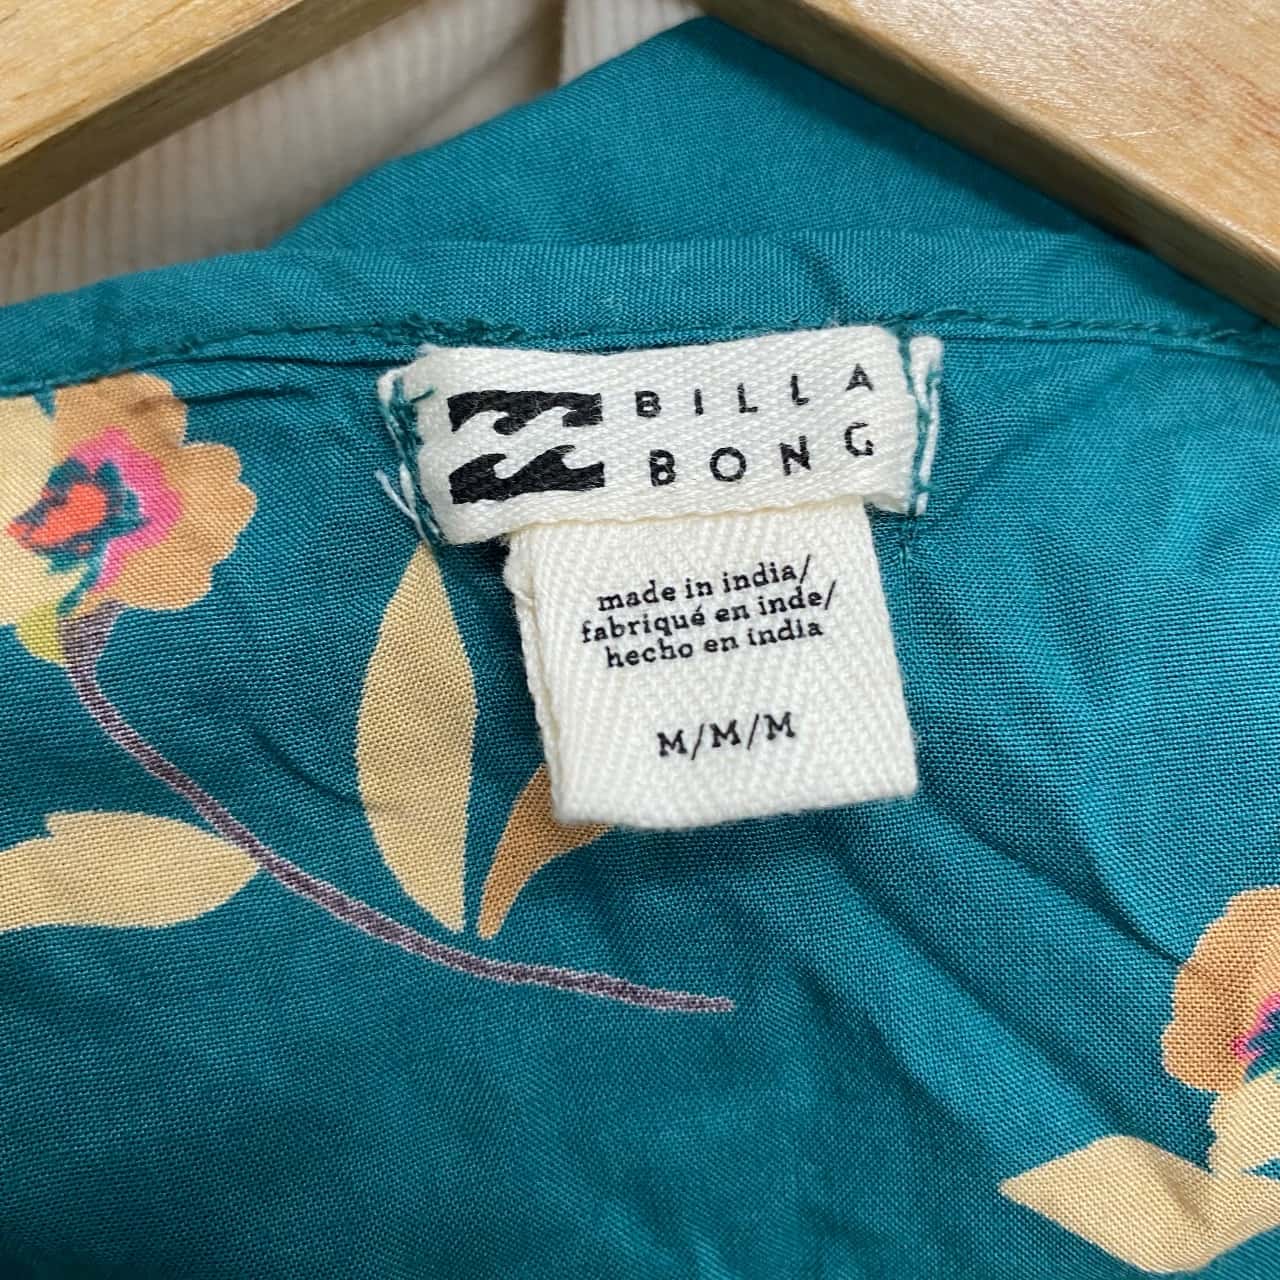 BILLA
BONG
made in india/
fabriqué en inde/
hecho en india
M/M/M